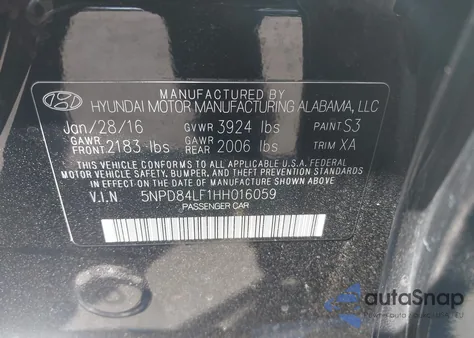 MANUFACTURED BY
HYUNDAI MOTOR MANUFACTURING ALABAMA, LLC
Jan/28/16 GVWR 3924 lbs PAINT S3
GAWR FRONT 2183 lbs GAWR REAR 2006 lbs TRIM XA
THIS VEHICLE CONFORMS TO ALL APPLICABLE U.S.A. FEDERAL
MOTOR VEHICLE SAFETY, BUMPER, AND THEFT PREVENTION
STANDARDS IN EFFECT ON THE DATE OF MANUFACTURE SHOWN ABOVE.
V.I.N 5NPD84LF1HH016059
PASSENGER CAR
autoSnap